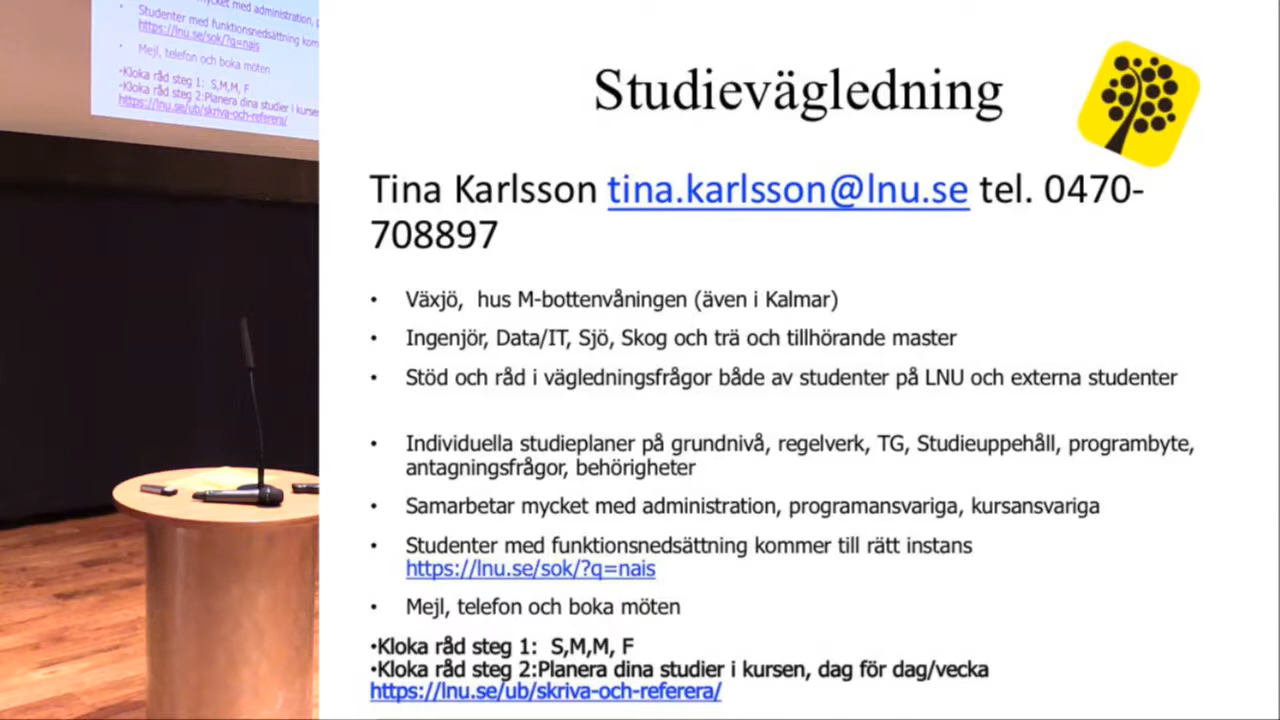 mycket med administration,
Studenter med funktionsnedsättning kom
https://lnu.se/sok/?q=nais
Mejl, telefon och boka möten
•Kloka råd steg 1: S,M,M, F
•Kloka råd steg 2:Planera dina studier i kurse
https://lnu.se/ub/skriva-och-referera/
Studievägledning
Tina Karlsson tina.karlsson@lnu.se tel. 0470-
708897
• Växjö, hus M-bottenvåningen (även i Kalmar)
• Ingenjör, Data/IT, Sjö, Skog och trä och tillhörande master
• Stöd och råd i vägledningsfrågor både av studenter på LNU och externa studenter
• Individuella studieplaner på grundnivå, regelverk, TG, Studieuppehåll, programbyte,
antagningsfrågor, behörigheter
• Samarbetar mycket med administration, programansvariga, kursansvariga
• Studenter med funktionsnedsättning kommer till rätt instans
https://lnu.se/sok/?q=nais
• Mejl, telefon och boka möten
•Kloka råd steg 1: S,M,M, F
•Kloka råd steg 2:Planera dina studier i kursen, dag för dag/vecka
https://lnu.se/ub/skriva-och-referera/